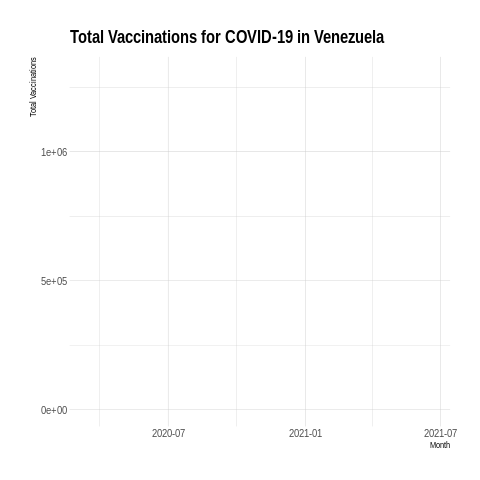 Total Vaccinations for COVID-19 in Venezuela
Total Vaccinations
1e+06
5e+05
0e+00
2020-07
2021-01
2021-07
Month